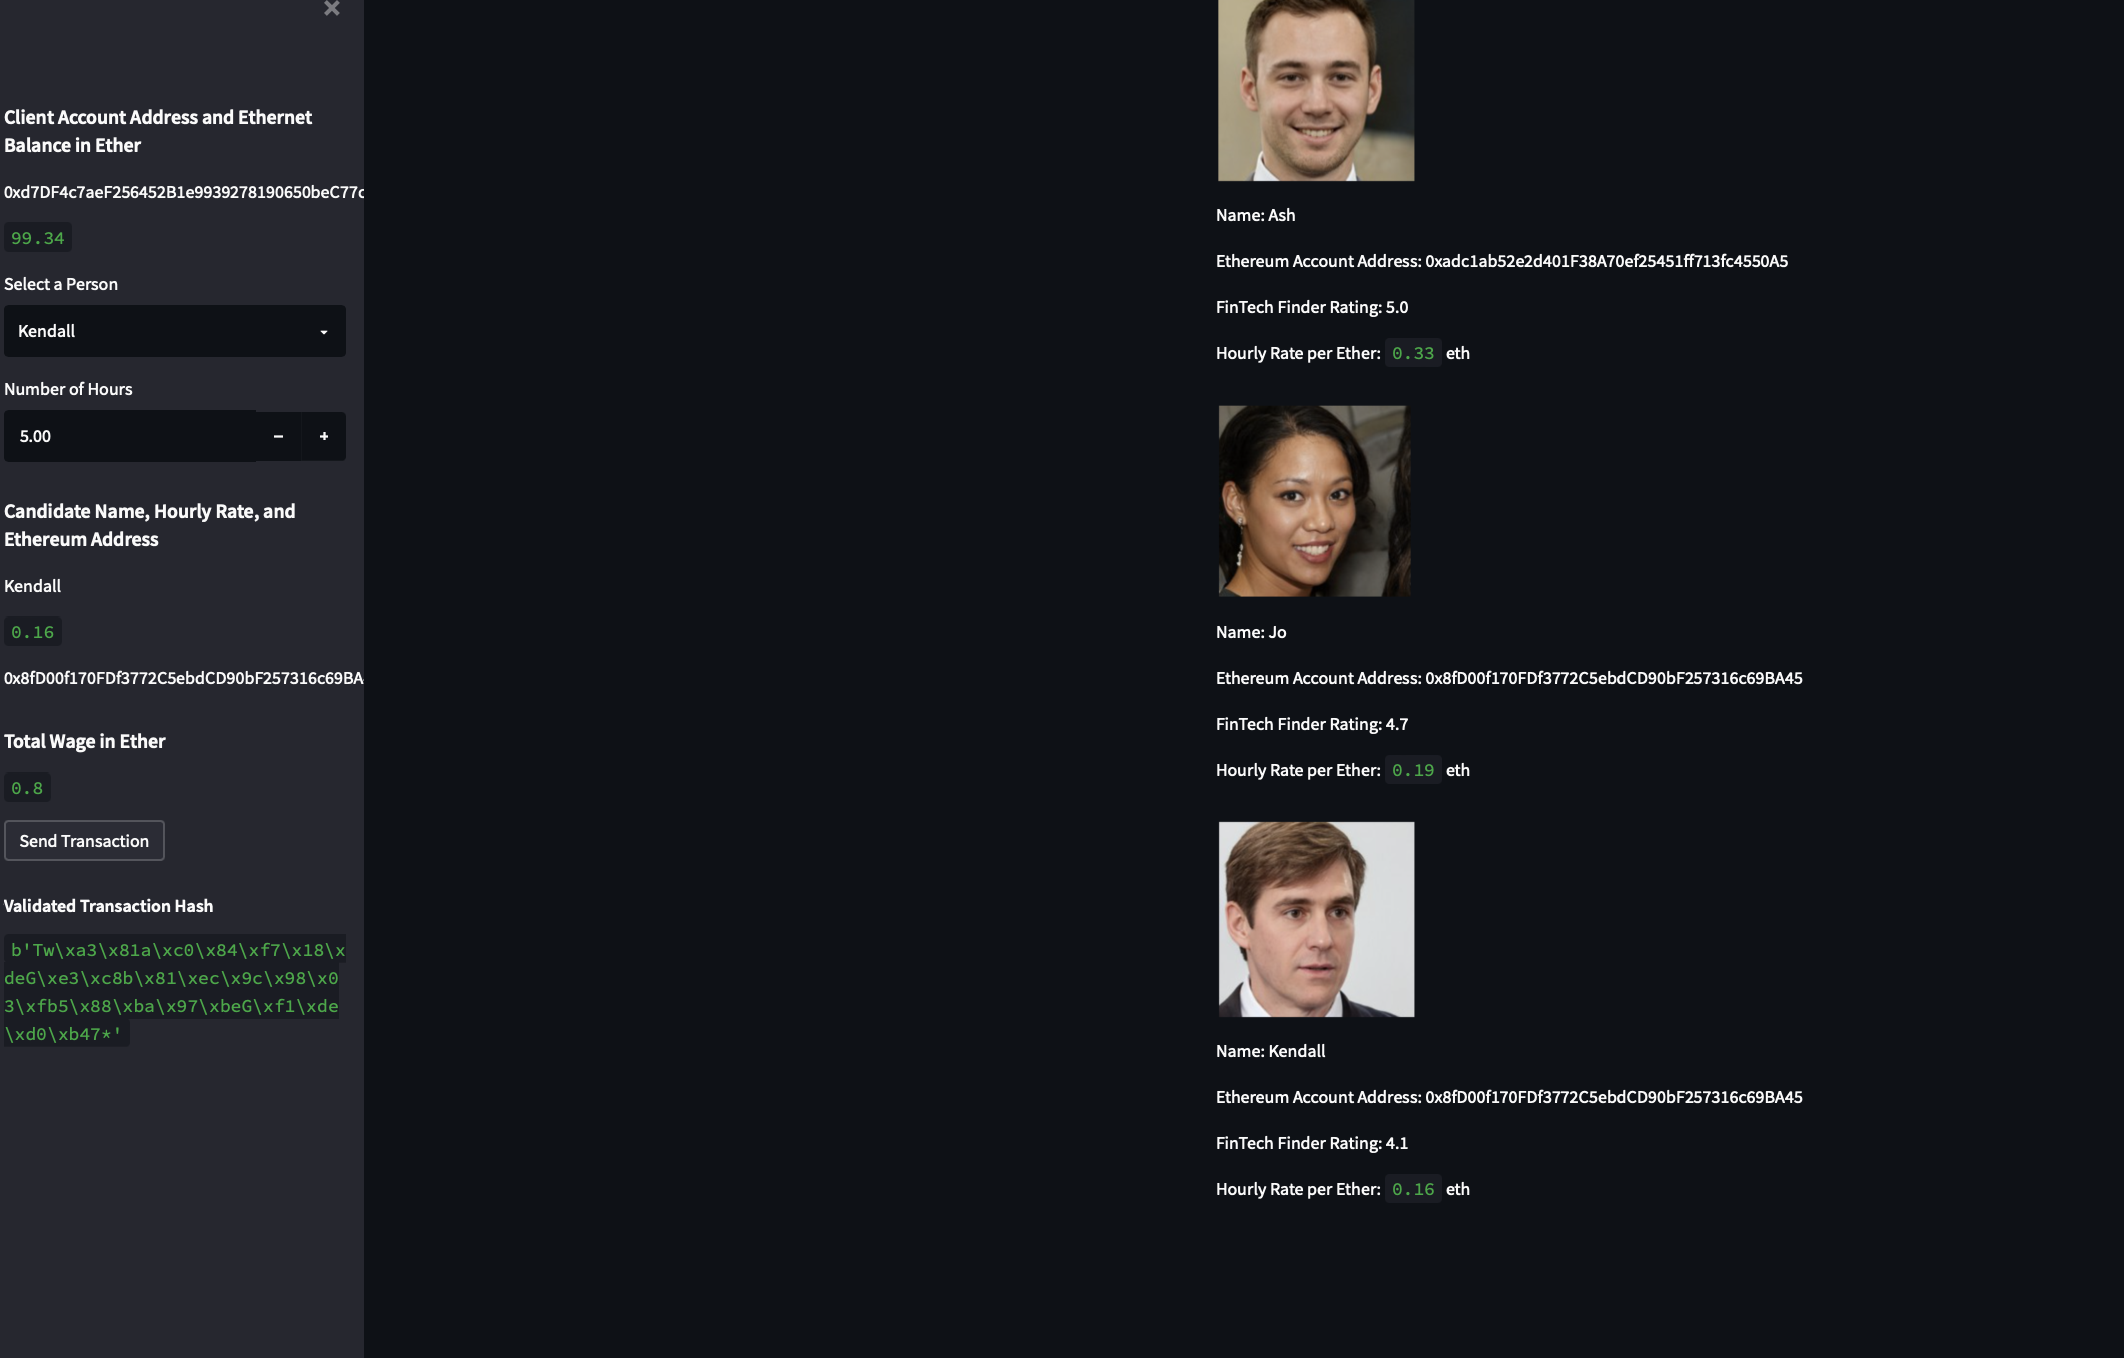 Client Account Address and Ethernet
Balance in Ether
0xd7DF4c7aeF256452B1e9939278190650beC77c
99.34
Select a Person
Kendall
Number of Hours
5.00
Candidate Name, Hourly Rate, and
Ethereum Address
Kendall
0.16
0x8fD00f170FDf3772C5ebdCD90bF257316c69BA
Total Wage in Ether
0.8
Send Transaction
Validated Transaction Hash
b'Tw\xa3\x81a\xc0\x84\xf7\x18\x
deG\xe3\xc8b\x81\xec\x9c\x98\x0
3\xfb5\x88\xba\x97\xbeG\xf1\xde
\xd0\xb47*'
Name: Ash
Ethereum Account Address: 0xadc1ab52e2d401F38A70ef25451ff713fc4550A5
FinTech Finder Rating: 5.0
Hourly Rate per Ether: 0.33 eth
Name: Jo
Ethereum Account Address: 0x8fD00f170FDf3772C5ebdCD90bF257316c69BA45
FinTech Finder Rating: 4.7
Hourly Rate per Ether: 0.19 eth
Name: Kendall
Ethereum Account Address: 0x8fD00f170FDf3772C5ebdCD90bF257316c69BA45
FinTech Finder Rating: 4.1
Hourly Rate per Ether: 0.16 eth